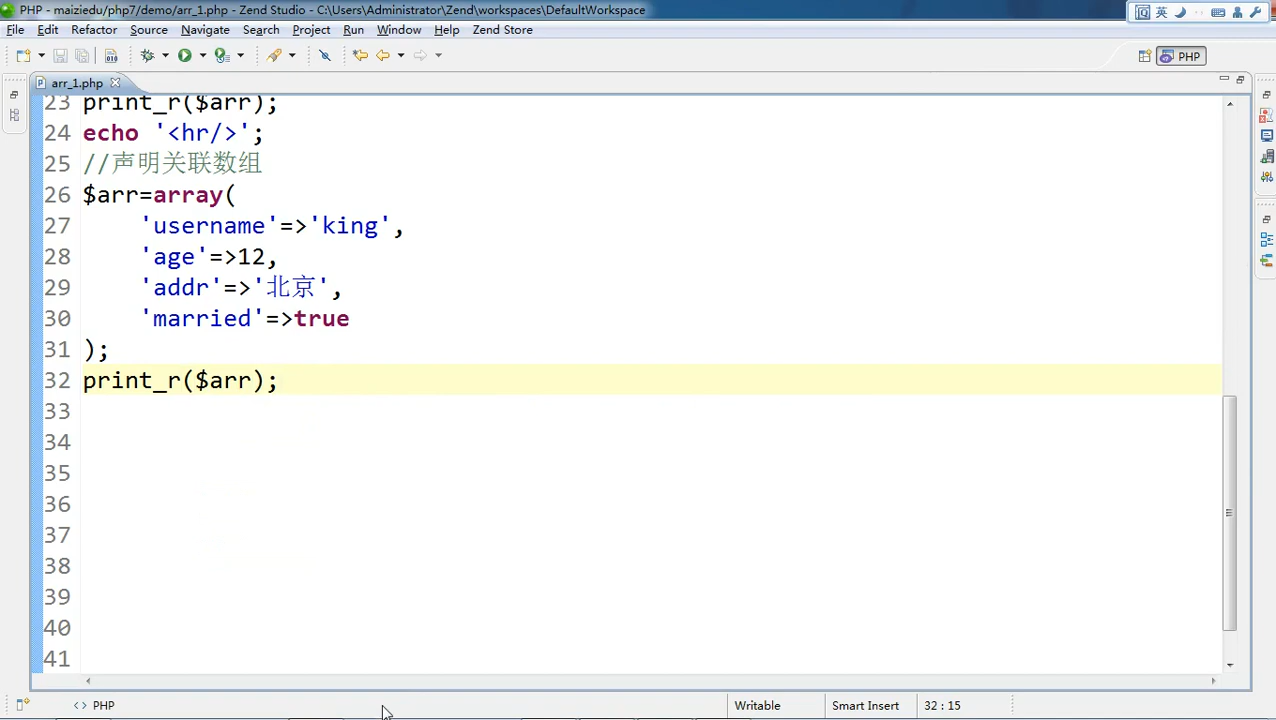 PHP - maiziedu/php7/demo/arr_1.php - Zend Studio - C:\Users\Administrator\Zend\workspaces\DefaultWorkspace
英
File Edit Refactor Source Navigate Search Project Run Window Help Zend Store
PHP
arr_1.php
23 print_r($arr);
24 echo '<hr/>';
25 //声明关联数组
26 $arr=array(
27 'username'=>'king',
28 'age'=>12,
29 'addr'=>'北京',
30 'married'=>true
31 );
32 print_r($arr);
33
34
35
36
37
38
39
40
41
<> PHP
Writable
Smart Insert
32 : 15